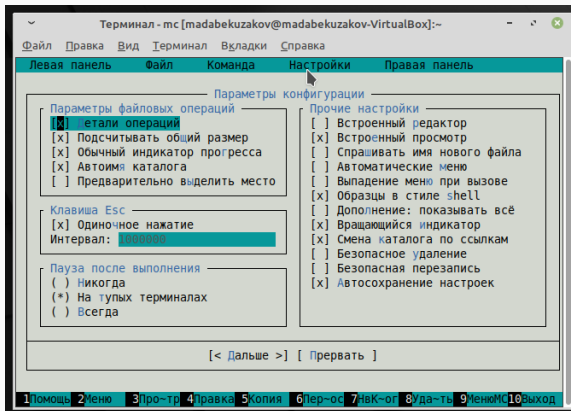 Терминал - mc [madabekuzakov@madabekuzakov-VirtualBox]:~
Файл Правка Вид Терминал Вкладки Справка
Левая панель Файл Команда Настройки Правая панель
Параметры конфигурации
Параметры файловых операций
[x] Детали операций
[x] Подсчитывать общий размер
[x] Обычный индикатор прогресса
[x] Автоимя каталога
[ ] Предварительно выделить место
Клавиша Esc
[x] Одиночное нажатие
Интервал: 1000000
Пауза после выполнения
( ) Никогда
(*) На тупых терминалах
( ) Всегда
Прочие настройки
[ ] Встроенный редактор
[x] Встроенный просмотр
[ ] Спрашивать имя нового файла
[ ] Автоматические меню
[ ] Выпадение меню при вызове
[x] Образцы в стиле shell
[ ] Дополнение: показывать всё
[x] Вращающийся индикатор
[x] Смена каталога по ссылкам
[ ] Безопасное удаление
[ ] Безопасная перезапись
[x] Автосохранение настроек
[< Дальше >] [ Прервать ]
1Помощь 2Меню 3Про~тр 4Правка 5Копия 6Пер~ос 7НвК~ог 8Уда~ть 9МенюMC 10Выход